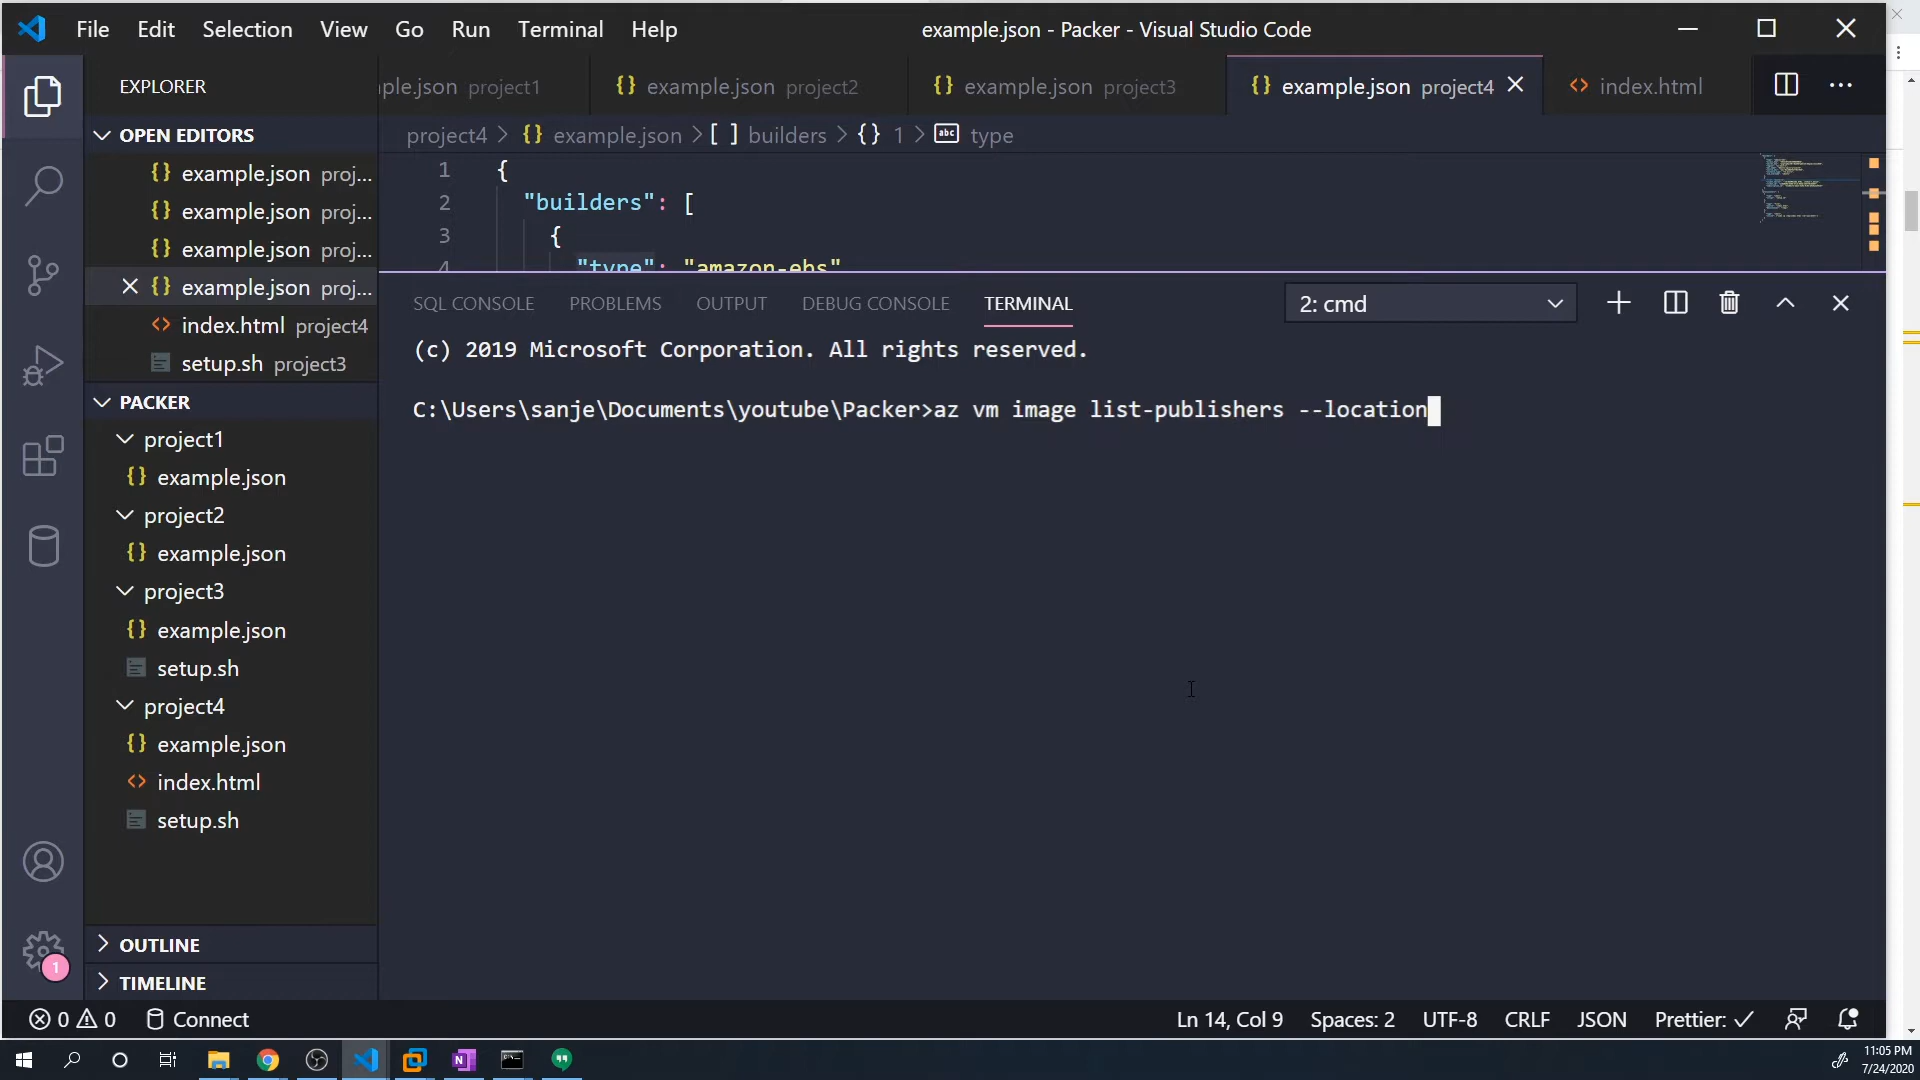 File Edit Selection View Go Run Terminal Help
example.json - Packer - Visual Studio Code
EXPLORER
ple.json project1
{} example.json project2
{} example.json project3
{} example.json project4
<> index.html
OPEN EDITORS
project4 > {} example.json > [ ] builders > {} 1 > abc type
{} example.json proj...
{} example.json proj...
{} example.json proj...
{} example.json proj...
<> index.html project4
setup.sh project3
1 {
2 "builders": [
3 {
4 "type": "amazon-ebs"
SQL CONSOLE PROBLEMS OUTPUT DEBUG CONSOLE TERMINAL
2: cmd
(c) 2019 Microsoft Corporation. All rights reserved.
C:\Users\sanje\Documents\youtube\Packer>az vm image list-publishers --location
PACKER
project1
{} example.json
project2
{} example.json
project3
{} example.json
setup.sh
project4
{} example.json
<> index.html
setup.sh
OUTLINE
1
TIMELINE
0 0 Connect
Ln 14, Col 9 Spaces: 2 UTF-8 CRLF JSON Prettier: ✓
N
11:05 PM
7/24/2020